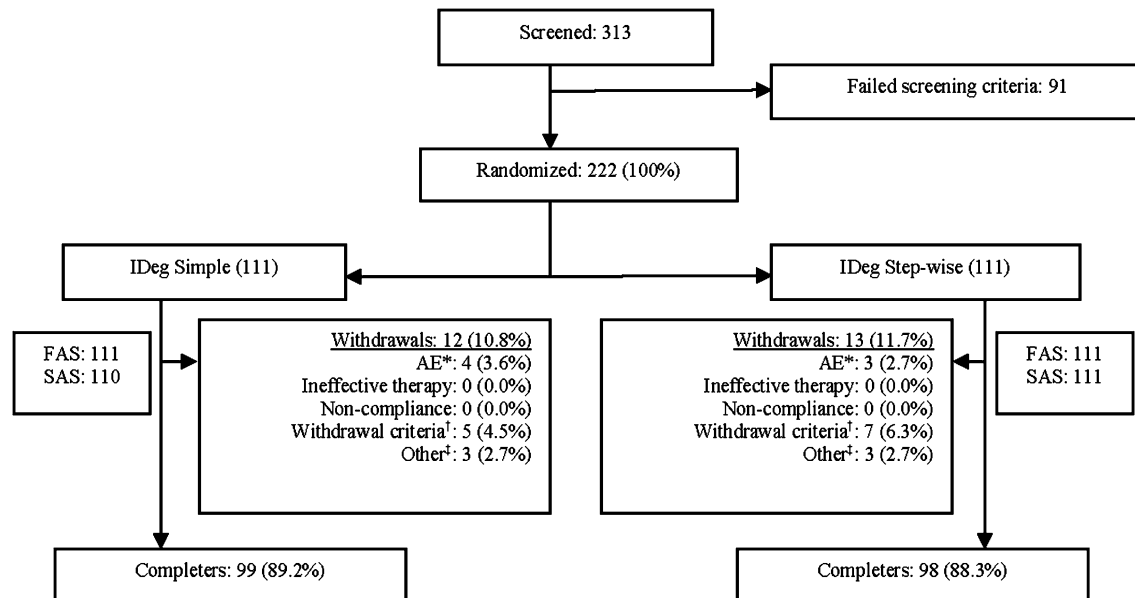 Screened: 313
Failed screening criteria: 91
Randomized: 222 (100%)
IDeg Simple (111)
IDeg Step-wise (111)
FAS: 111
SAS: 110
Withdrawals: 12 (10.8%)
AE*: 4 (3.6%)
Ineffective therapy: 0 (0.0%)
Non-compliance: 0 (0.0%)
Withdrawal criteria†: 5 (4.5%)
Other‡: 3 (2.7%)
Withdrawals: 13 (11.7%)
AE*: 3 (2.7%)
Ineffective therapy: 0 (0.0%)
Non-compliance: 0 (0.0%)
Withdrawal criteria†: 7 (6.3%)
Other‡: 3 (2.7%)
FAS: 111
SAS: 111
Completers: 99 (89.2%)
Completers: 98 (88.3%)